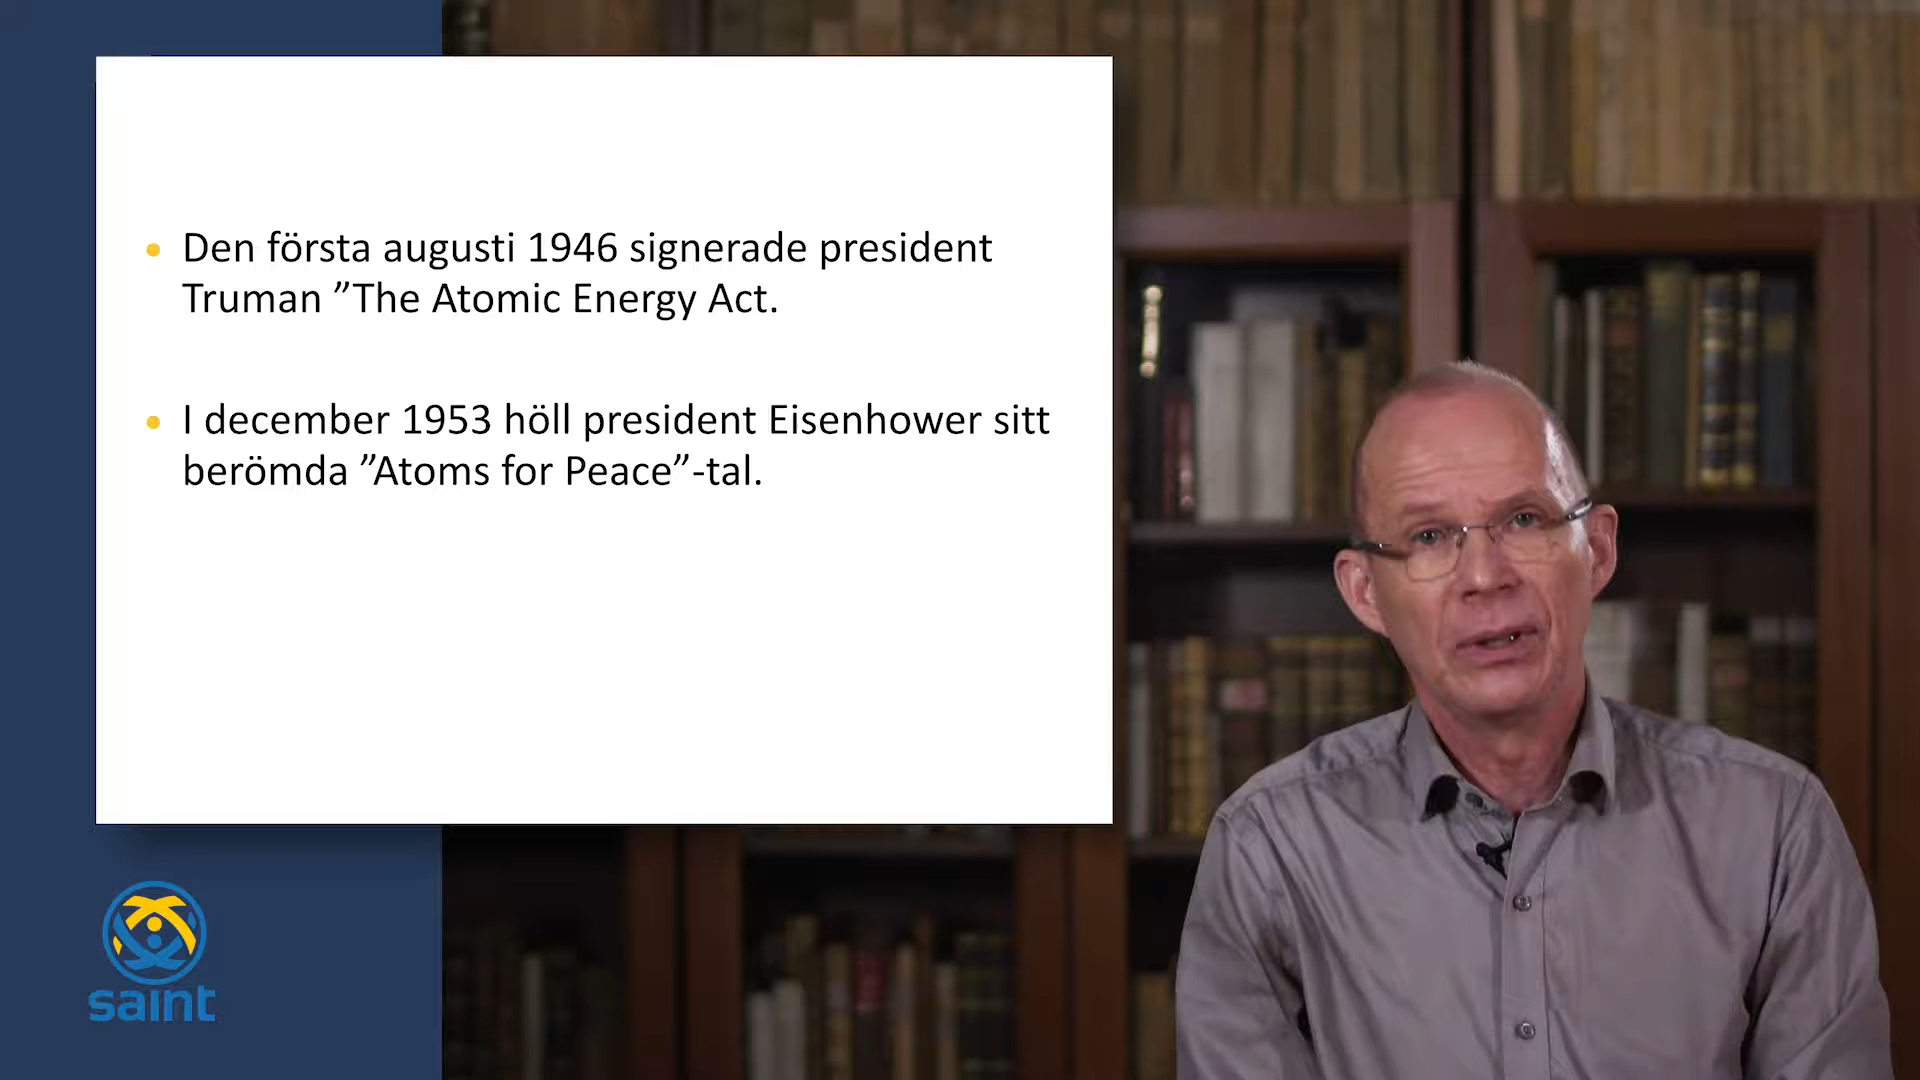 Den första augusti 1946 signerade president
Truman ”The Atomic Energy Act.
I december 1953 höll president Eisenhower sitt
berömda ”Atoms for Peace”-tal.
saint